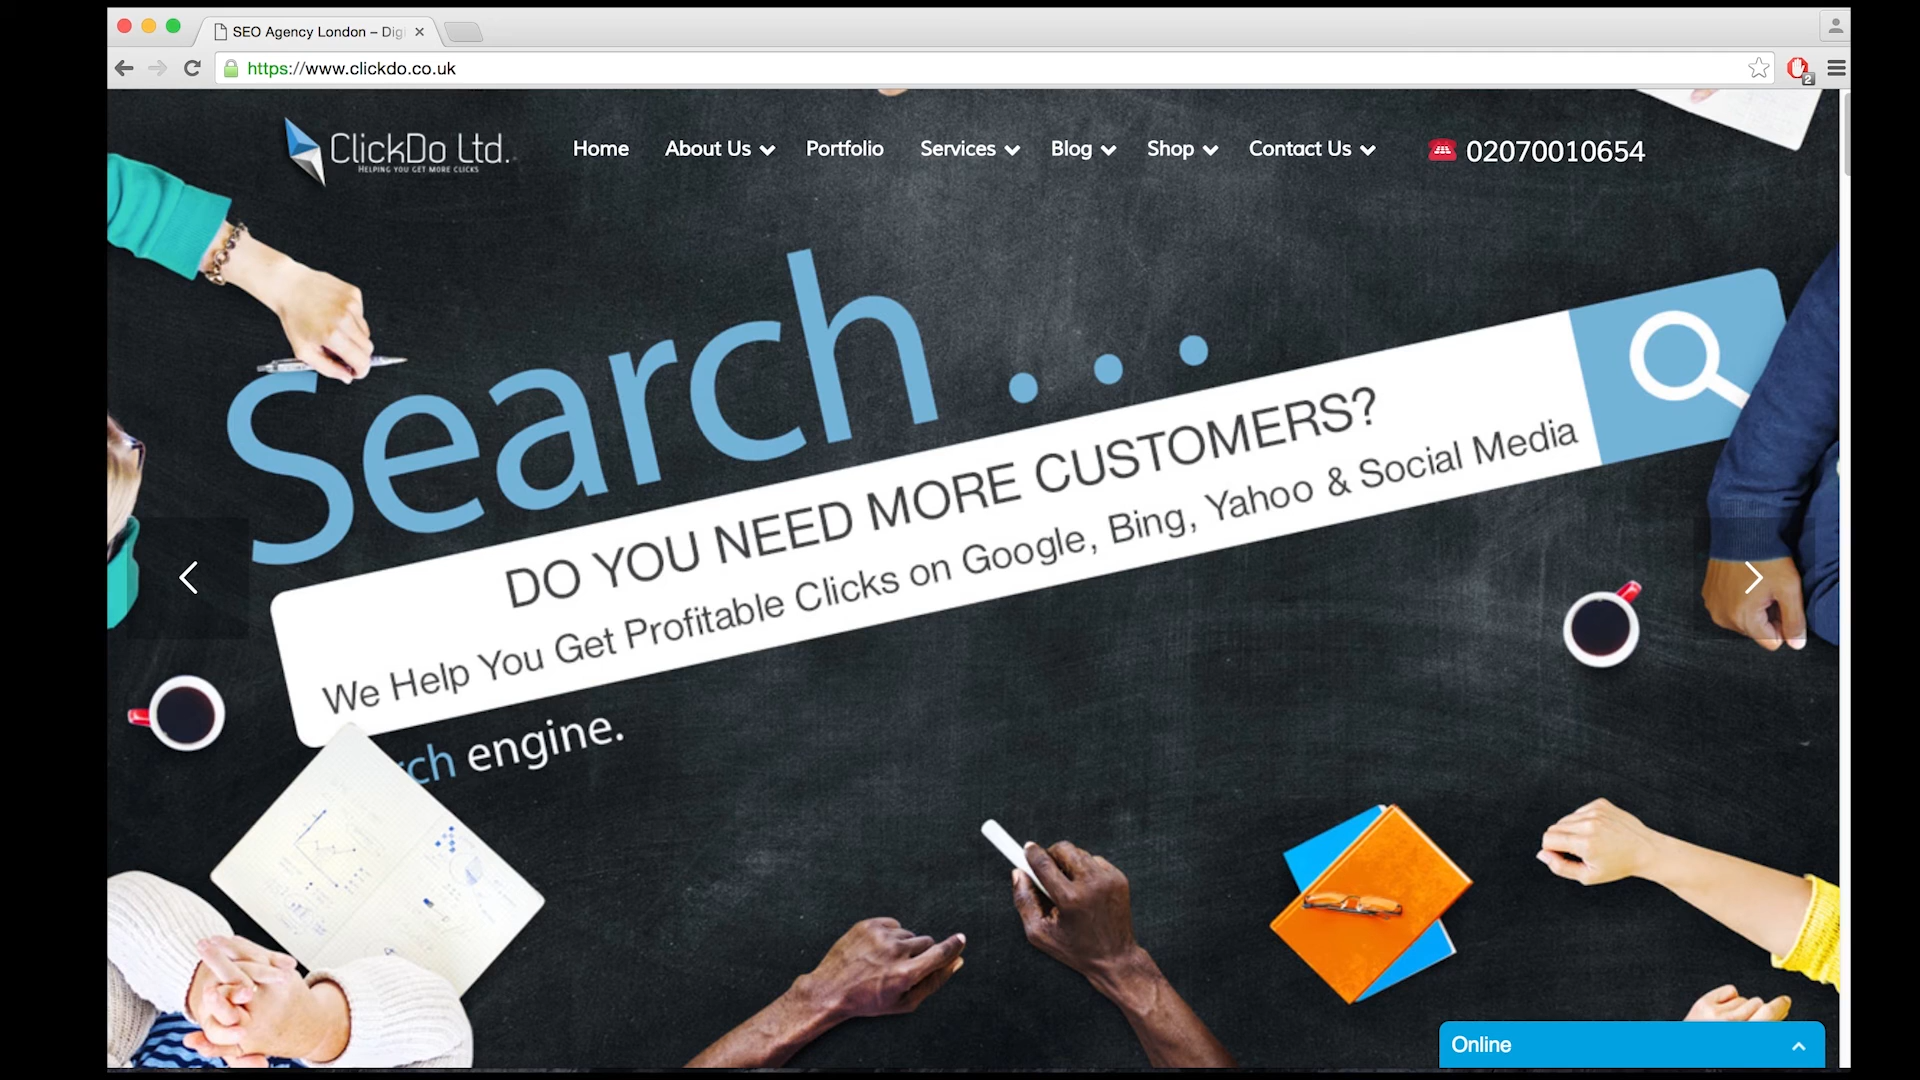 SEO Agency London – Dig
https://www.clickdo.co.uk
2
ClickDo Ltd.
HELPING YOU GET MORE CLICKS
Home
About Us
Portfolio
Services
Blog
Shop
Contact Us
02070010654
Search . . .
DO YOU NEED MORE CUSTOMERS?
We Help You Get Profitable Clicks on Google, Bing, Yahoo & Social Media
rch engine.
Online